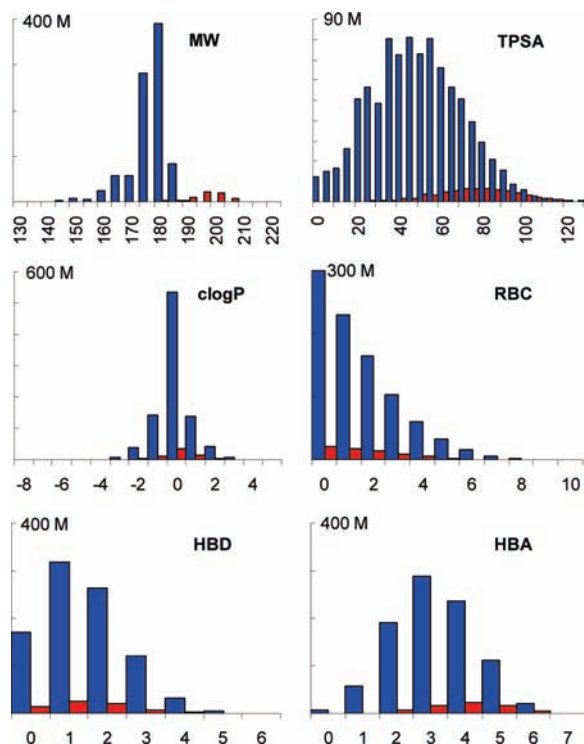 400 M
MW
130 140 150 160 170 180 190 200 210 220
90 M
TPSA
0 20 40 60 80 100 120
600 M
clogP
-8 -6 -4 -2 0 2 4
300 M
RBC
0 2 4 6 8 10
400 M
HBD
0 1 2 3 4 5 6
400 M
HBA
0 1 2 3 4 5 6 7